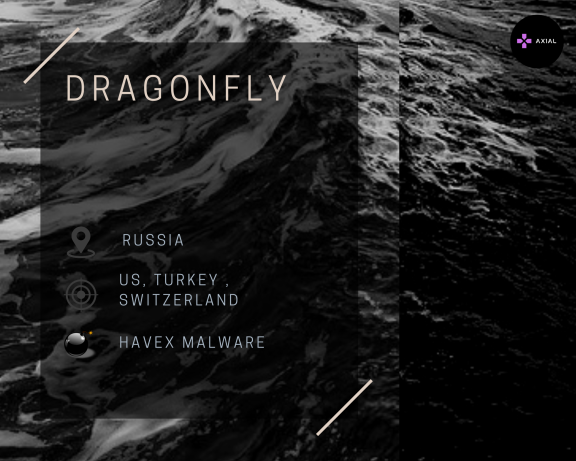 AXIAL
DRAGONFLY
RUSSIA
US, TURKEY ,
SWITZERLAND
HAVEX MALWARE